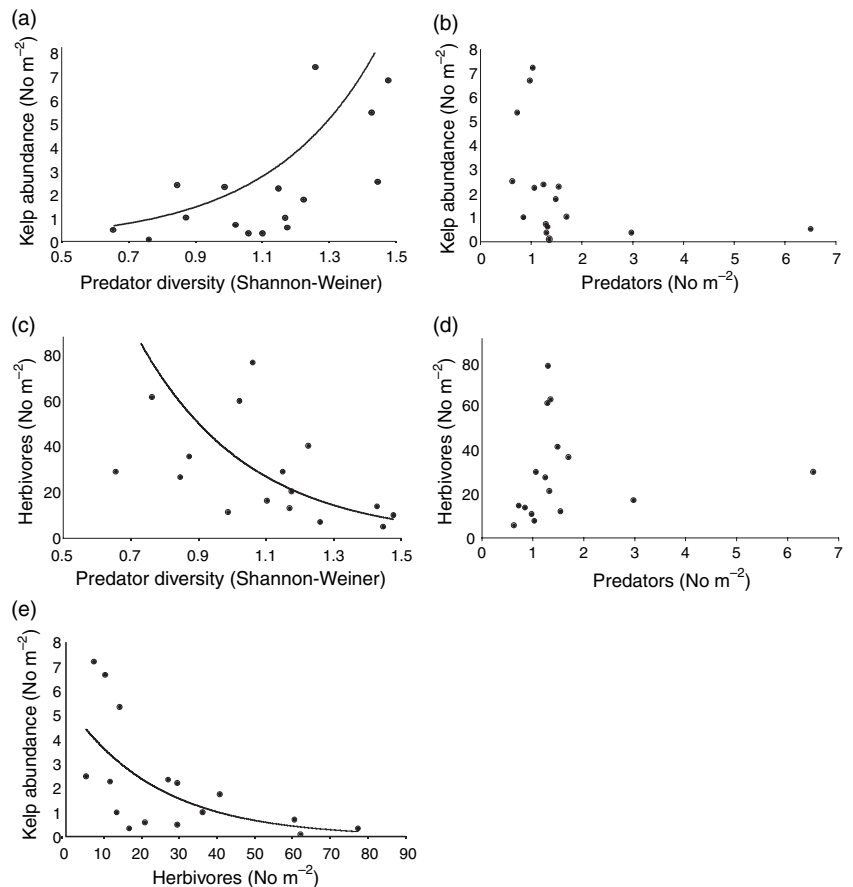 (a)
Kelp abundance (No m⁻²)
8
7
6
5
4
3
2
1
0
0.5 0.7 0.9 1.1 1.3 1.5
Predator diversity (Shannon-Weiner)
(b)
Kelp abundance (No m⁻²)
8
7
6
5
4
3
2
1
0
0 1 2 3 4 5 6 7
Predators (No m⁻²)
(c)
Herbivores (No m⁻²)
80
60
40
20
0
0.5 0.7 0.9 1.1 1.3 1.5
Predator diversity (Shannon-Weiner)
(d)
Herbivores (No m⁻²)
80
60
40
20
0
0 1 2 3 4 5 6 7
Predators (No m⁻²)
(e)
Kelp abundance (No m⁻²)
8
7
6
5
4
3
2
1
0
0 10 20 30 40 50 60 70 80 90
Herbivores (No m⁻²)